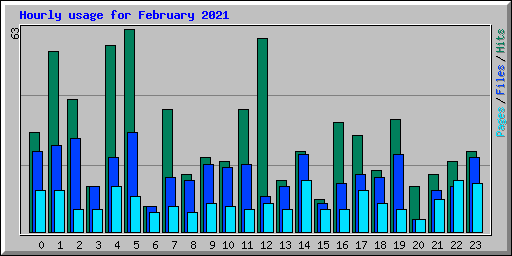 Hourly usage for February 2021
63
Pages/Files/Hits
0 1 2 3 4 5 6 7 8 9 10 11 12 13 14 15 16 17 18 19 20 21 22 23